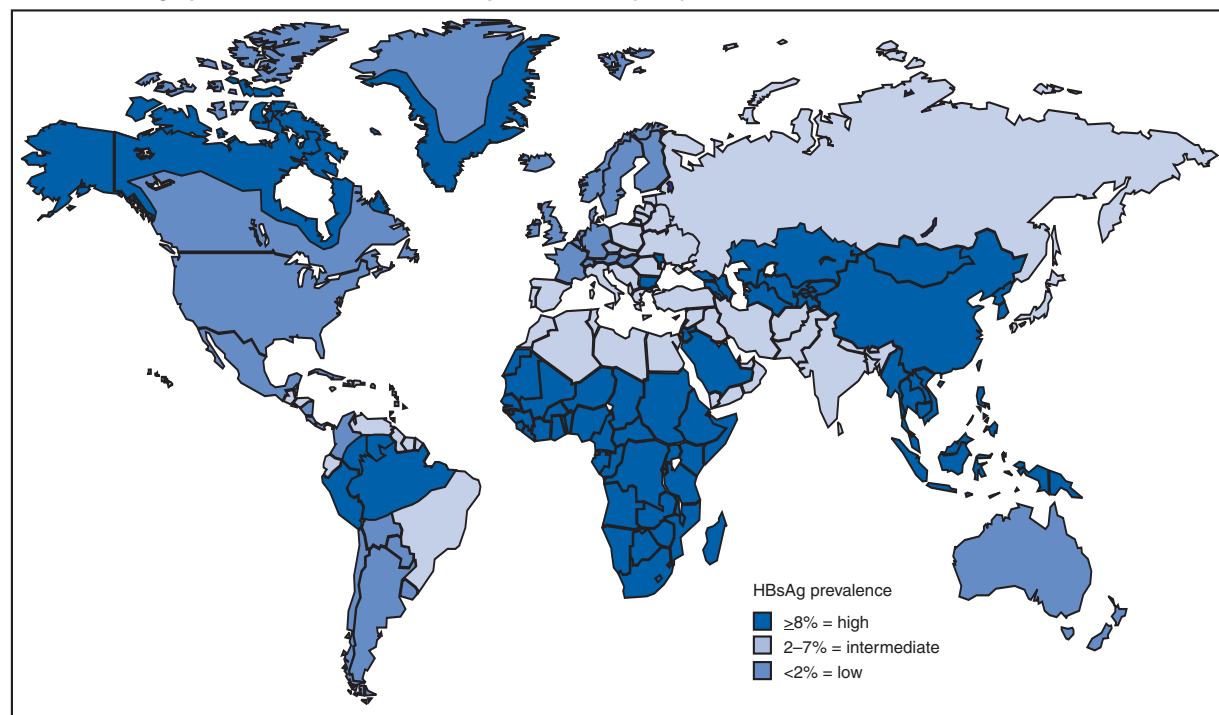 HBsAg prevalence
≥8% = high
2–7% = intermediate
<2% = low